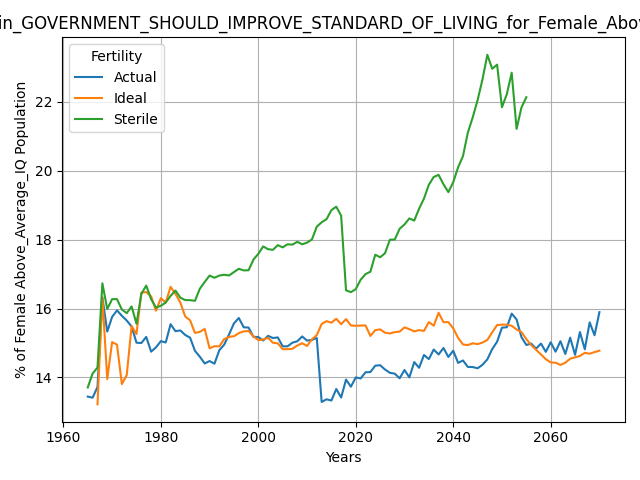 in_GOVERNMENT_SHOULD_IMPROVE_STANDARD_OF_LIVING_for_Female_Abov
Fertility
Actual
Ideal
Sterile
% of Female Above_Average_IQ Population
22
20
18
16
14
1960 1980 2000 2020 2040 2060
Years